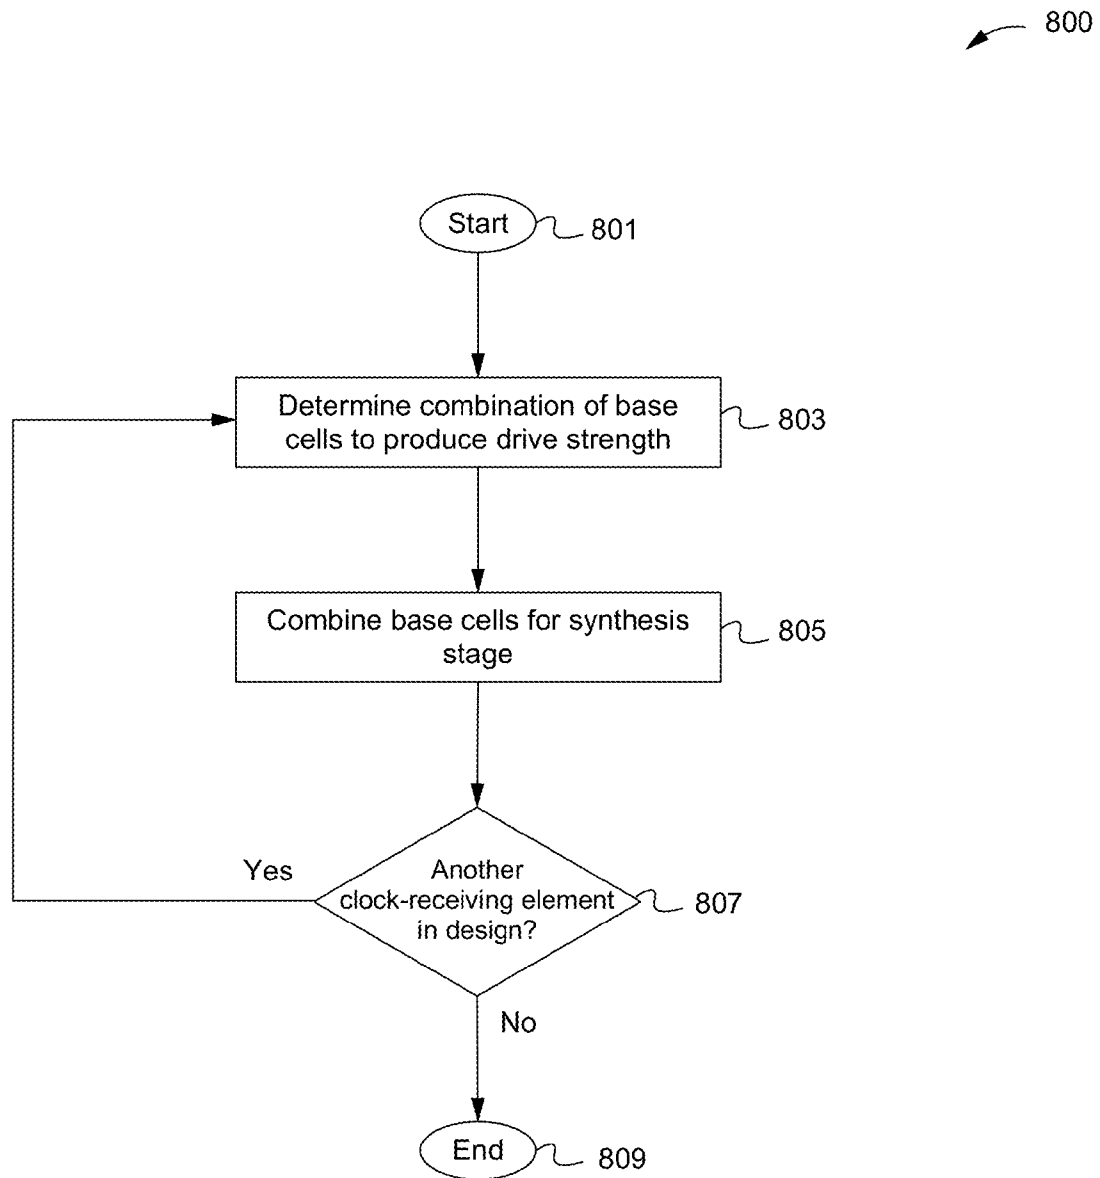 800
Start
801
Determine combination of base
cells to produce drive strength
803
Combine base cells for synthesis
stage
805
Yes
Another
clock-receiving element
in design?
807
No
End
809